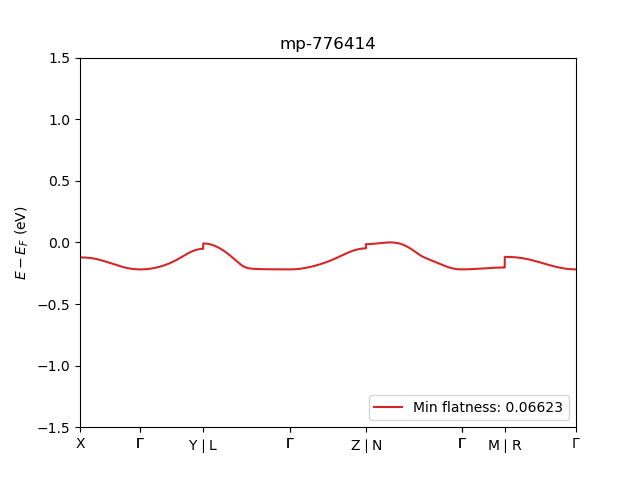 mp-776414
1.5
1.0
0.5
0.0
−0.5
−1.0
−1.5
E − E_F (eV)
Min flatness: 0.06623
X Γ Y | L Γ Z | N Γ M | R Γ